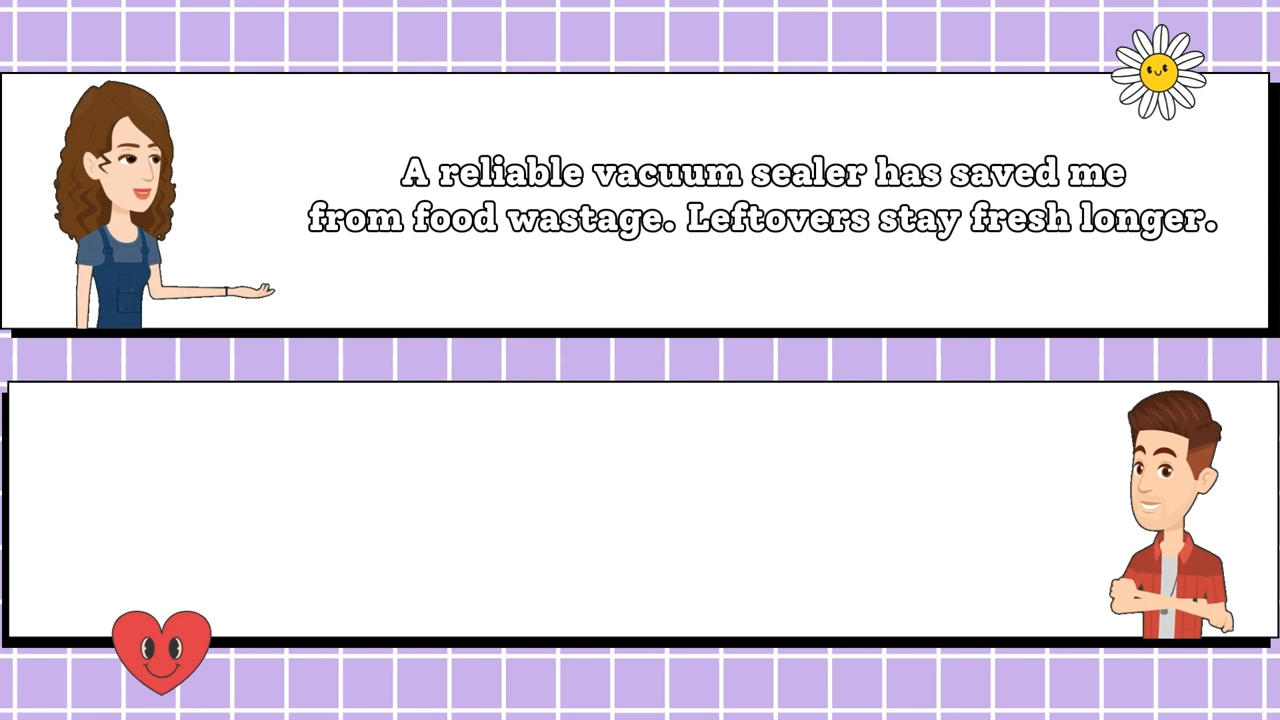 A reliable vacuum sealer has saved me
from food wastage. Leftovers stay fresh longer.